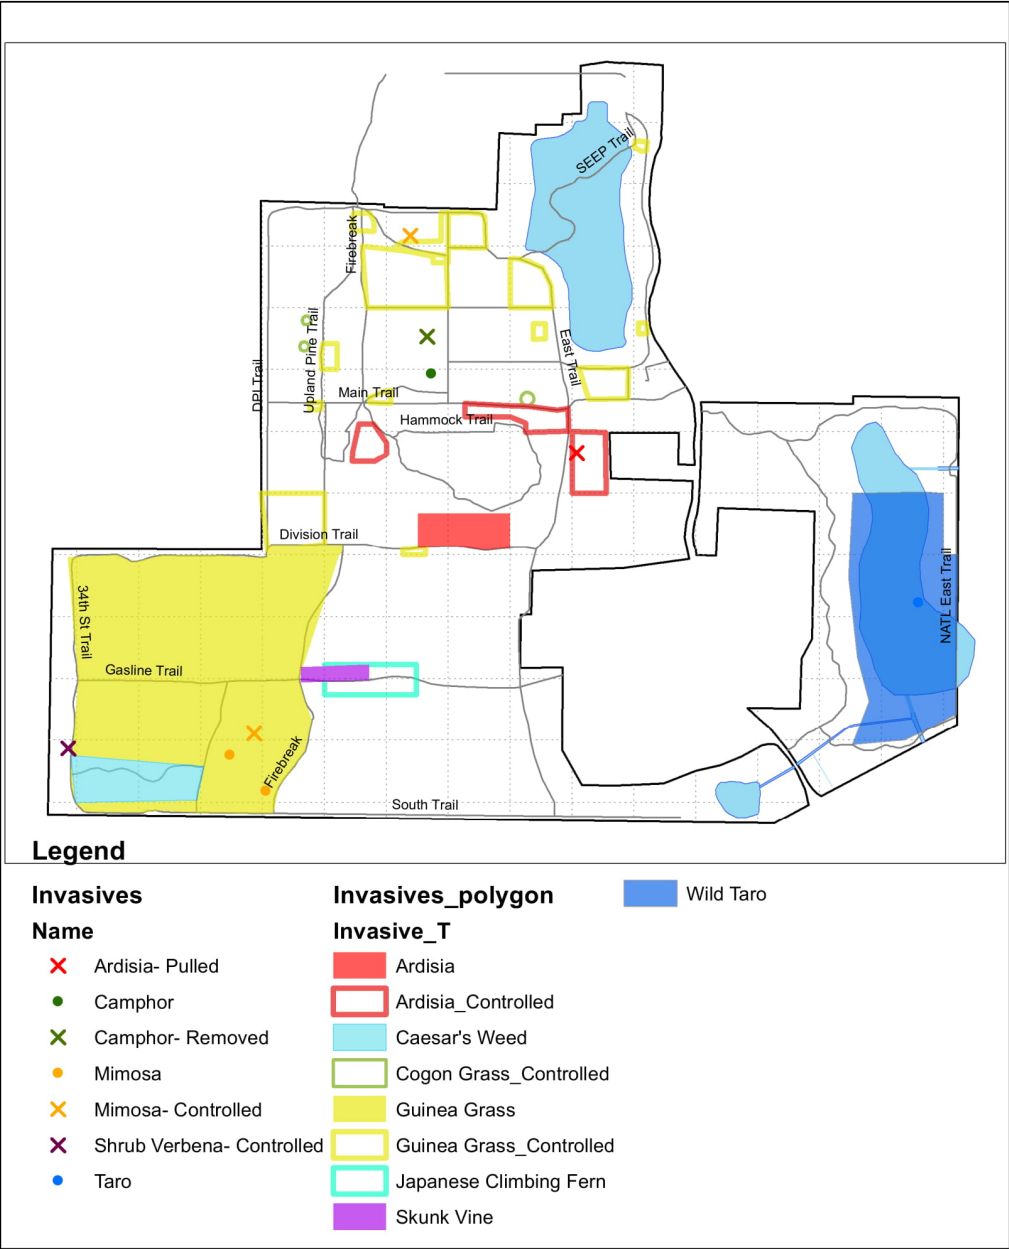 SEEP Trail
Firebreak
Upland Pine Trail
DPI Trail
East Trail
Main Trail
Hammock Trail
Division Trail
34th St Trail
Gasline Trail
NATL East Trail
Firebreak
South Trail
Legend
Invasives
Name
Ardisia- Pulled
Camphor
Camphor- Removed
Mimosa
Mimosa- Controlled
Shrub Verbena- Controlled
Taro
Invasives_polygon
Invasive_T
Ardisia
Ardisia_Controlled
Caesar's Weed
Cogon Grass_Controlled
Guinea Grass
Guinea Grass_Controlled
Japanese Climbing Fern
Skunk Vine
Wild Taro